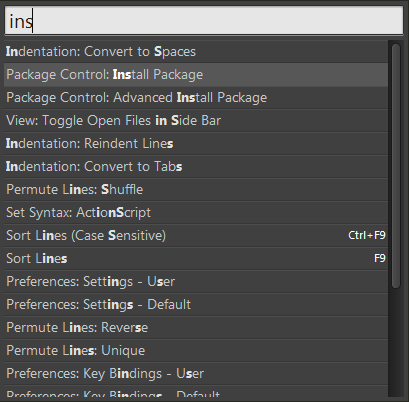 ins
Indentation: Convert to Spaces
Package Control: Install Package
Package Control: Advanced Install Package
View: Toggle Open Files in Side Bar
Indentation: Reindent Lines
Indentation: Convert to Tabs
Permute Lines: Shuffle
Set Syntax: ActionScript
Sort Lines (Case Sensitive) Ctrl+F9
Sort Lines F9
Preferences: Settings - User
Preferences: Settings - Default
Permute Lines: Reverse
Permute Lines: Unique
Preferences: Key Bindings - User
Preferences: Key Bindings - Default